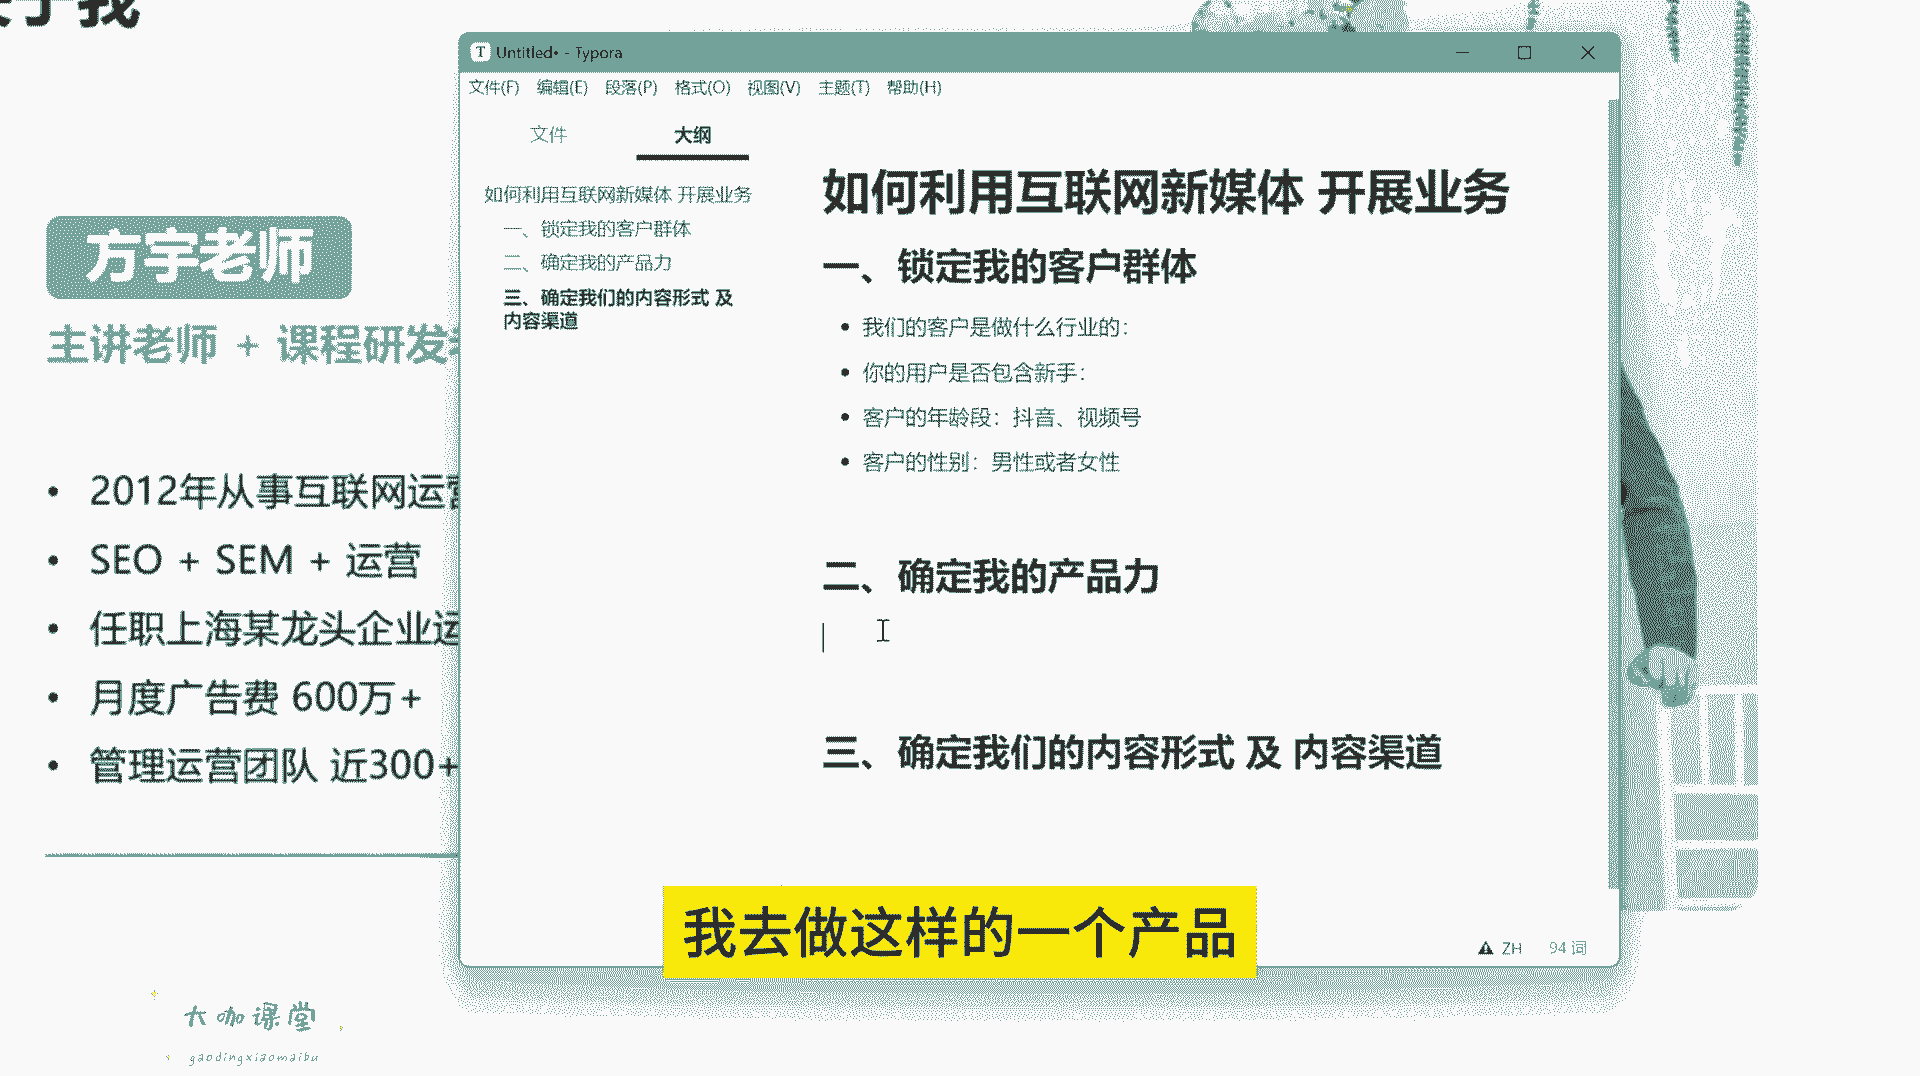 我
方宇老师
主讲老师 + 课程研发
• 2012年从事互联网运营
• SEO + SEM + 运营
• 任职上海某龙头企业运
• 月度广告费 600万+
• 管理运营团队 近300+
Untitled• - Typora
文件(F) 编辑(E) 段落(P) 格式(O) 视图(V) 主题(T) 帮助(H)
文件 大纲
如何利用互联网新媒体 开展业务
一、锁定我的客户群体
二、确定我的产品力
三、确定我们的内容形式 及
内容渠道
如何利用互联网新媒体 开展业务
一、锁定我的客户群体
• 我们的客户是做什么行业的：
• 你的用户是否包含新手：
• 客户的年龄段：抖音、视频号
• 客户的性别：男性或者女性
二、确定我的产品力
三、确定我们的内容形式 及 内容渠道
ZH 94 词
我去做这样的一个产品
大咖课堂
gaodingxiaomaibu